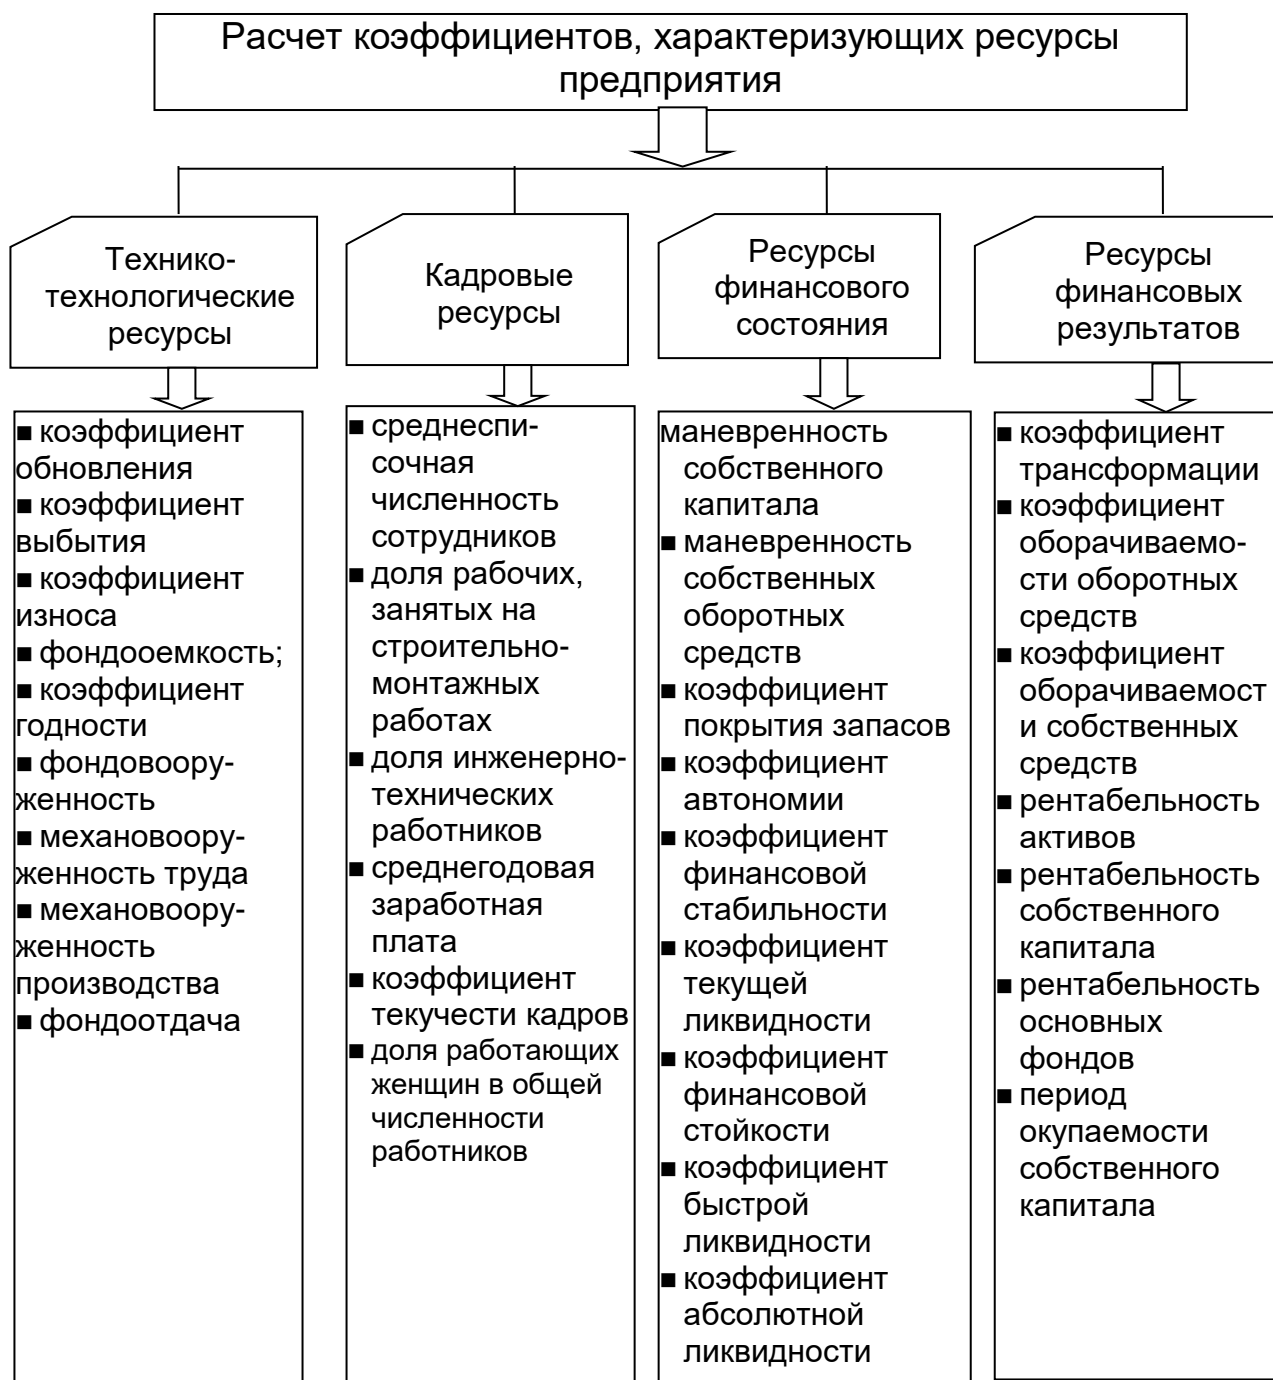 Расчет коэффициентов, характеризующих ресурсы
предприятия
Технико-
технологические
ресурсы
■ коэффициент
обновления
■ коэффициент
выбытия
■ коэффициент
износа
■ фондооемкость;
■ коэффициент
годности
■ фондовоору-
женность
■ механовоору-
женность труда
■ механовоору-
женность
производства
■ фондоотдача
Кадровые
ресурсы
■ среднеспи-
сочная
численность
сотрудников
■ доля рабочих,
занятых на
строительно-
монтажных
работах
■ доля инженерно-
технических
работников
■ среднегодовая
заработная
плата
■ коэффициент
текучести кадров
■ доля работающих
женщин в общей
численности
работников
Ресурсы
финансового
состояния
маневренность
собственного
капитала
■ маневренность
собственных
оборотных
средств
■ коэффициент
покрытия запасов
■ коэффициент
автономии
■ коэффициент
финансовой
стабильности
■ коэффициент
текущей
ликвидности
■ коэффициент
финансовой
стойкости
■ коэффициент
быстрой
ликвидности
■ коэффициент
абсолютной
ликвидности
Ресурсы
финансовых
результатов
■ коэффициент
трансформации
■ коэффициент
оборачиваемо-
сти оборотных
средств
■ коэффициент
оборачиваемост
и собственных
средств
■ рентабельность
активов
■ рентабельность
собственного
капитала
■ рентабельность
основных
фондов
■ период
окупаемости
собственного
капитала